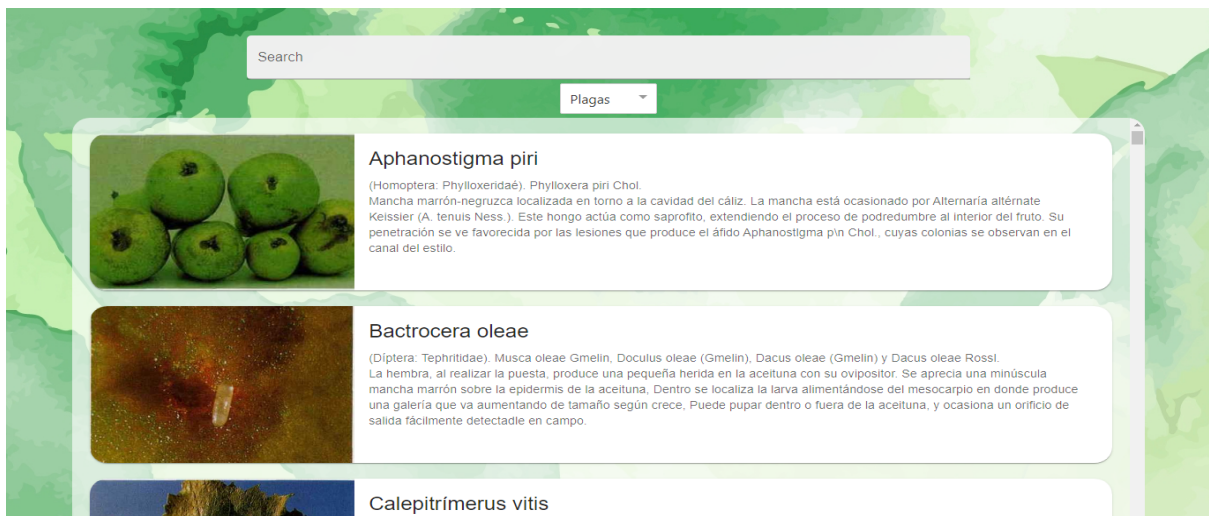 Search
Plagas
Aphanostigma piri
(Homoptera: Phylloxeridaé). Phylloxera piri Chol.
Mancha marrón-negruzca localizada en torno a la cavidad del cáliz. La mancha está ocasionado por Alternaría altérnate
Keissier (A. tenuis Ness.). Este hongo actúa como saprofito, extendiendo el proceso de podredumbre al interior del fruto. Su
penetración se ve favorecida por las lesiones que produce el áfido Aphanostlgma p\n Chol., cuyas colonias se observan en el
canal del estilo.
Bactrocera oleae
(Díptera: Tephritidae). Musca oleae Gmelin, Doculus oleae (Gmelin), Dacus oleae (Gmelin) y Dacus oleae Rossl.
La hembra, al realizar la puesta, produce una pequeña herida en la aceituna con su ovipositor. Se aprecia una minúscula
mancha marrón sobre la epidermis de la aceituna, Dentro se localiza la larva alimentándose del mesocarpio en donde produce
una galería que va aumentando de tamaño según crece, Puede pupar dentro o fuera de la aceituna, y ocasiona un orificio de
salida fácilmente detectadle en campo.
Calepitrímerus vitis